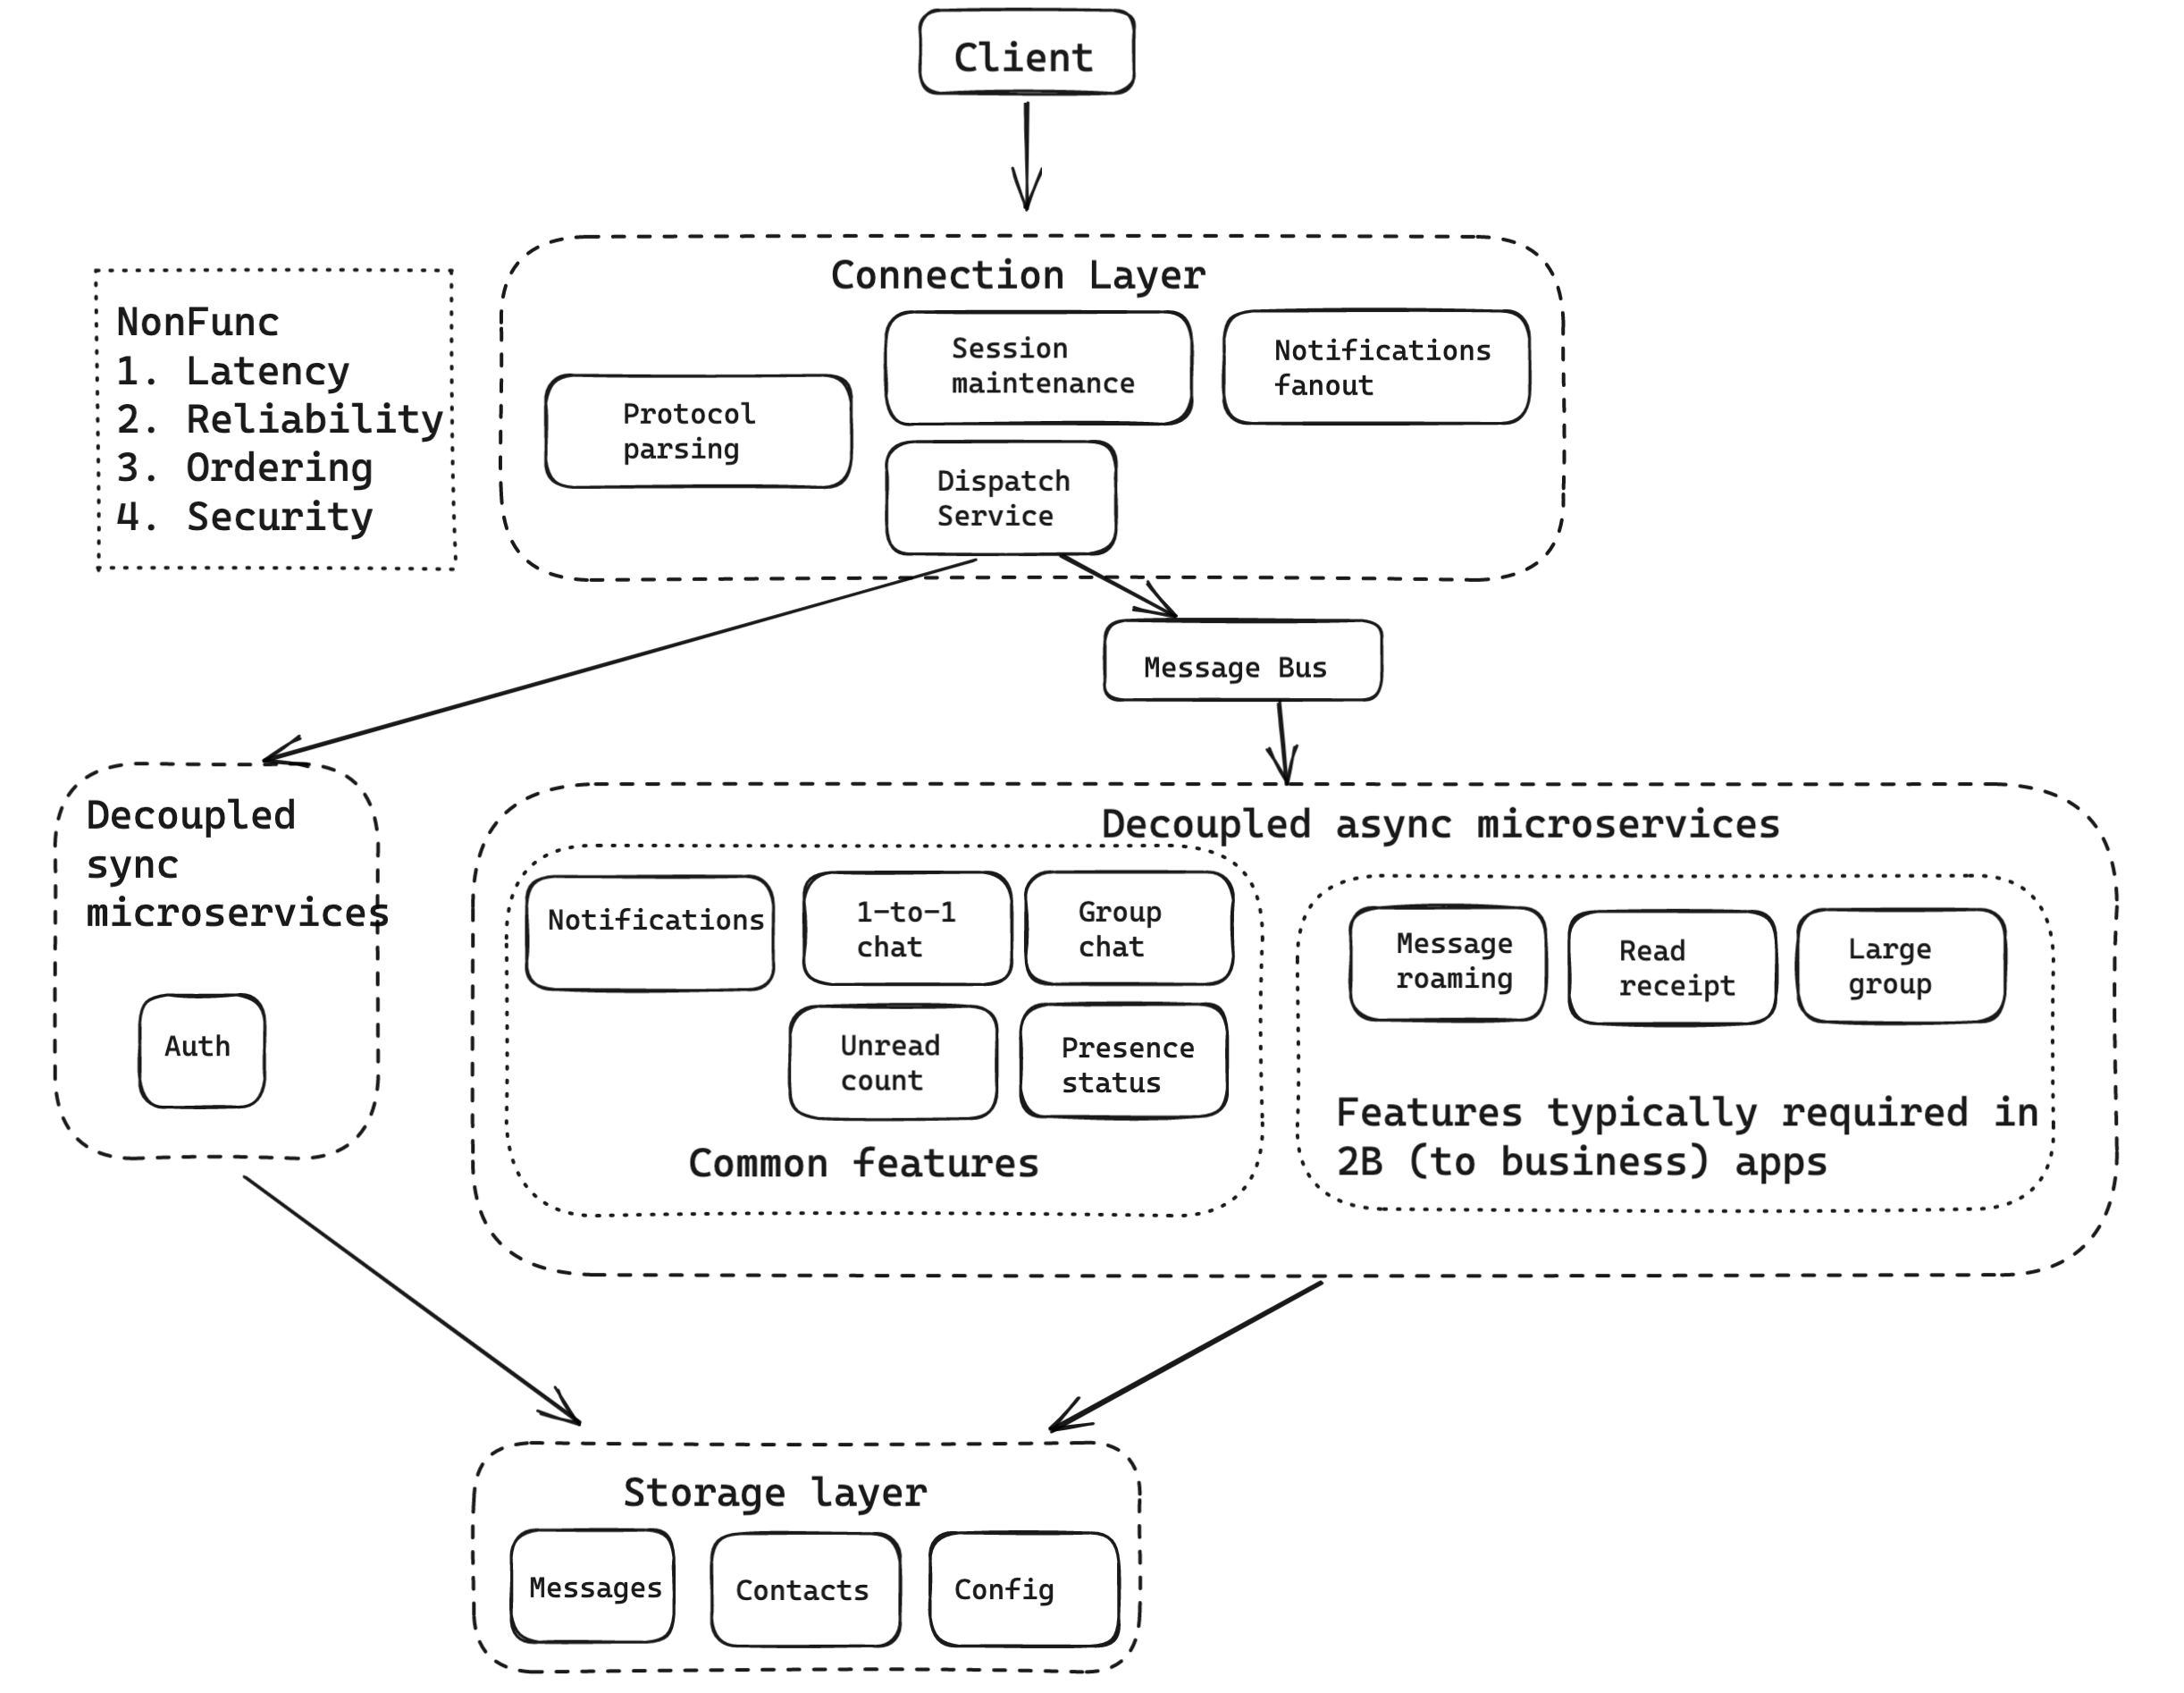 Client
Connection Layer
NonFunc
1. Latency
2. Reliability
3. Ordering
4. Security
Protocol
parsing
Session
maintenance
Notifications
fanout
Dispatch
Service
Message Bus
Decoupled
sync
microservices
Auth
Decoupled async microservices
Notifications
1-to-1
chat
Group
chat
Unread
count
Presence
status
Common features
Message
roaming
Read
receipt
Large
group
Features typically required in
2B (to business) apps
Storage layer
Messages
Contacts
Config